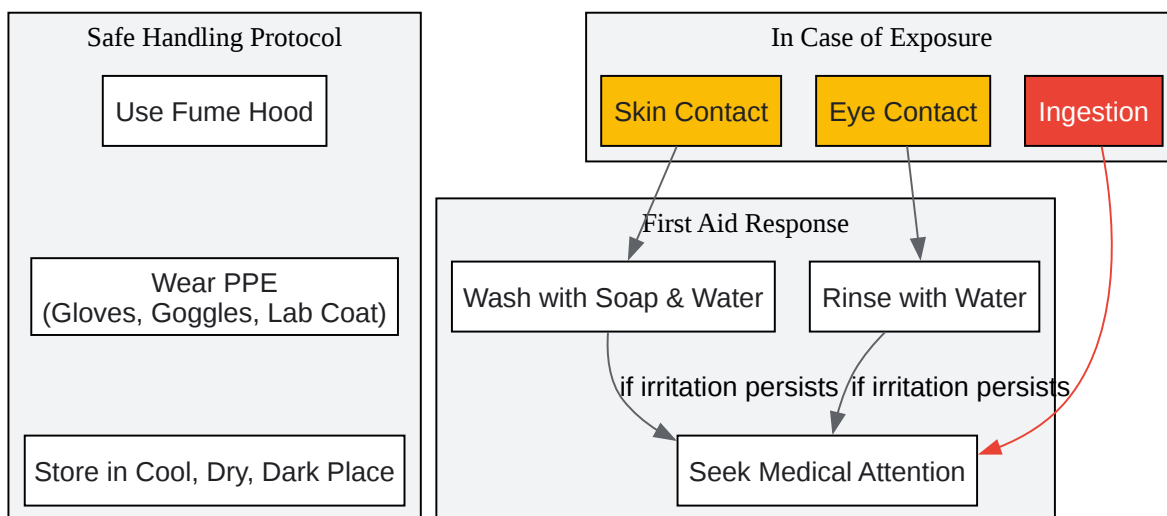 Safe Handling Protocol
Use Fume Hood
Wear PPE
(Gloves, Goggles, Lab Coat)
Store in Cool, Dry, Dark Place
In Case of Exposure
Skin Contact
Eye Contact
Ingestion
First Aid Response
Wash with Soap & Water
Rinse with Water
if irritation persists
if irritation persists
Seek Medical Attention